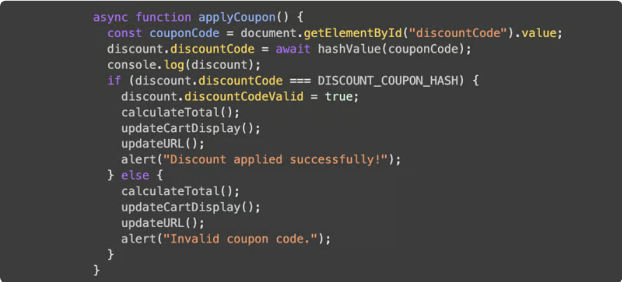 async function applyCoupon() {
const couponCode = document.getElementById("discountCode").value;
discount.discountCode = await hashValue(couponCode);
console.log(discount);
if (discount.discountCode === DISCOUNT_COUPON_HASH) {
discount.discountCodeValid = true;
calculateTotal();
updateCartDisplay();
updateURL();
alert("Discount applied successfully!");
} else {
calculateTotal();
updateCartDisplay();
updateURL();
alert("Invalid coupon code.");
}
}